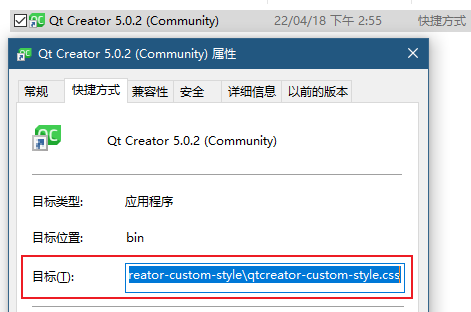 Qt Creator 5.0.2 (Community) 22/04/18 下午 2:55 快捷方式
Qt Creator 5.0.2 (Community) 属性
常规 快捷方式 兼容性 安全 详细信息 以前的版本
Qt Creator 5.0.2 (Community)
目标类型: 应用程序
目标位置: bin
目标(T): reator-custom-style\qtcreator-custom-style.css